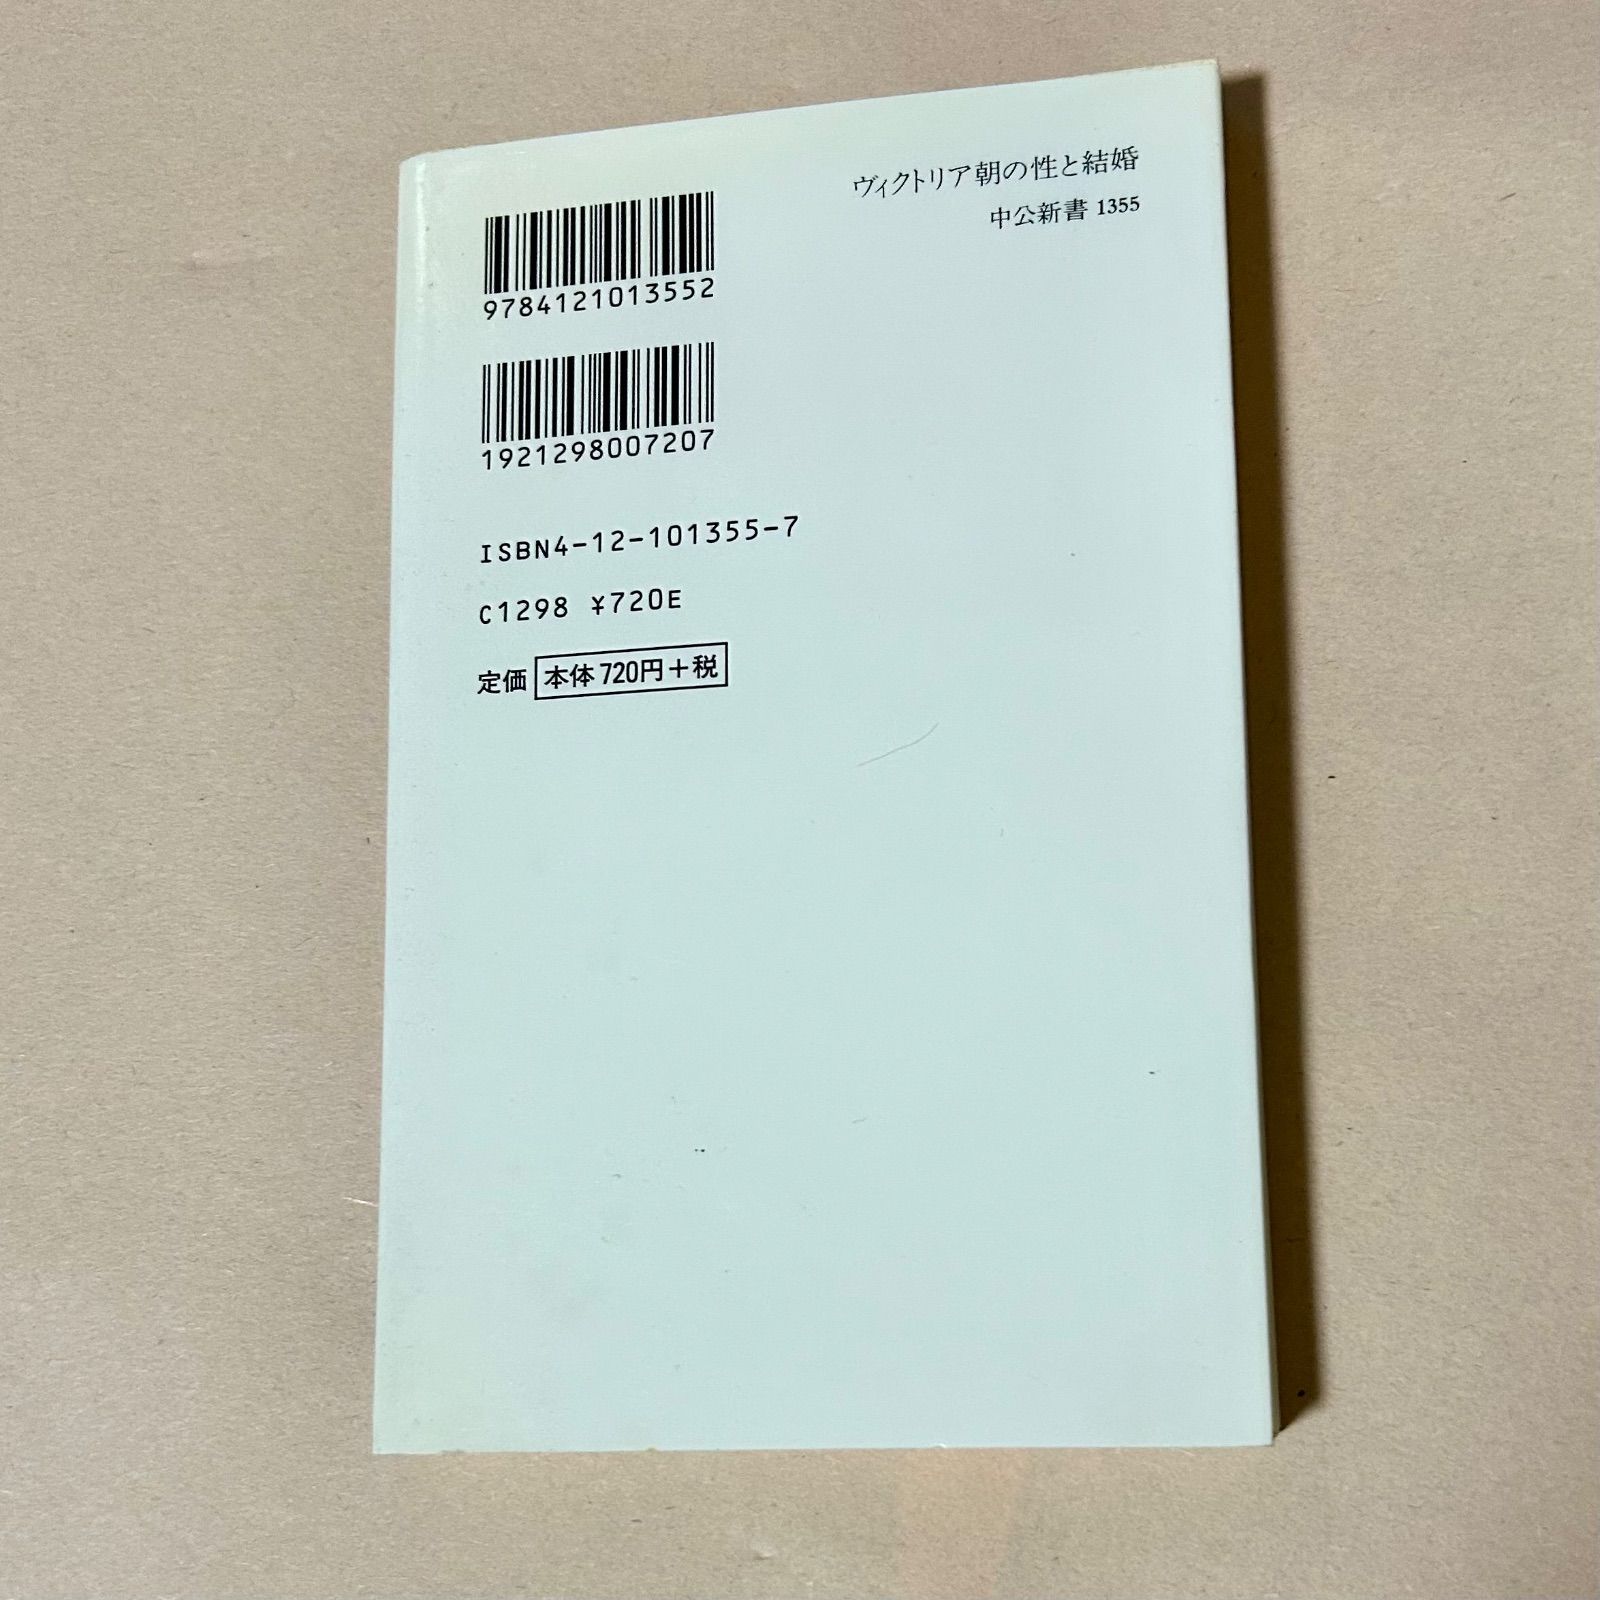 ヴィクトリア朝の性と結婚
中公新書 1355
9784121013552
1921298007207
ISBN4-12-101355-7
C1298 ¥720E
定価 本体720円+税